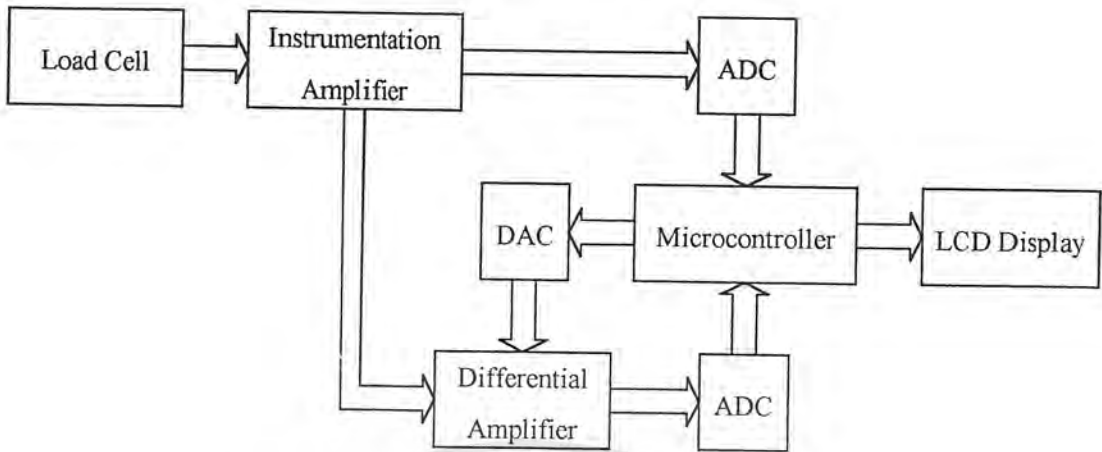 Load Cell
Instrumentation
Amplifier
ADC
DAC
Microcontroller
LCD Display
Differential
Amplifier
ADC